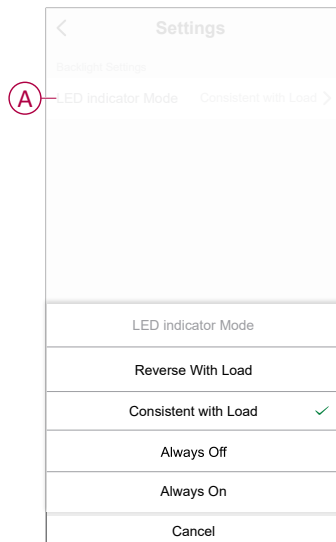 Settings
Backlight Settings
A
LED Indicator Mode Consistent with Load
LED indicator Mode
Reverse With Load
Consistent with Load
Always Off
Always On
Cancel